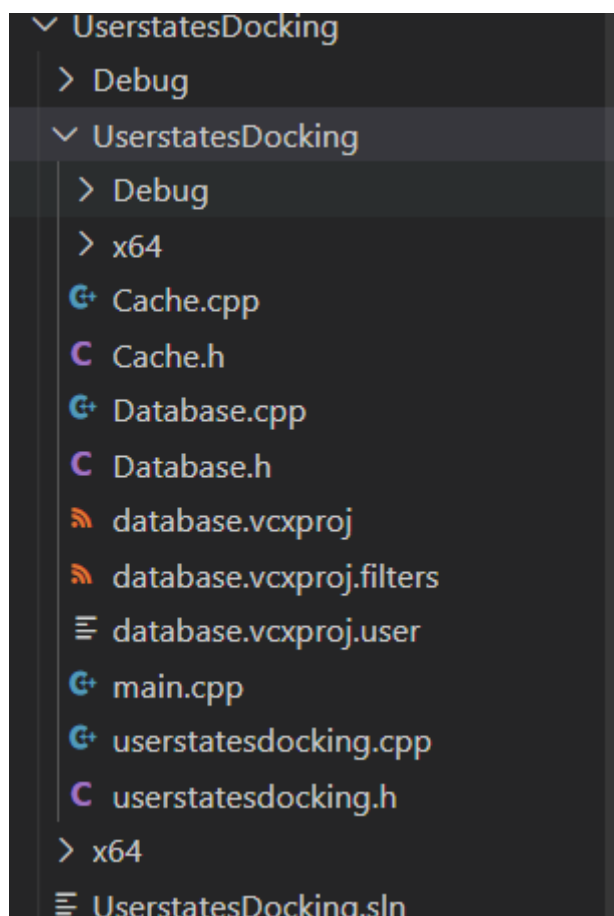 UserstatesDocking
Debug
UserstatesDocking
Debug
x64
Cache.cpp
Cache.h
Database.cpp
Database.h
database.vcxproj
database.vcxproj.filters
database.vcxproj.user
main.cpp
userstatesdocking.cpp
userstatesdocking.h
x64
UserstatesDocking.sln